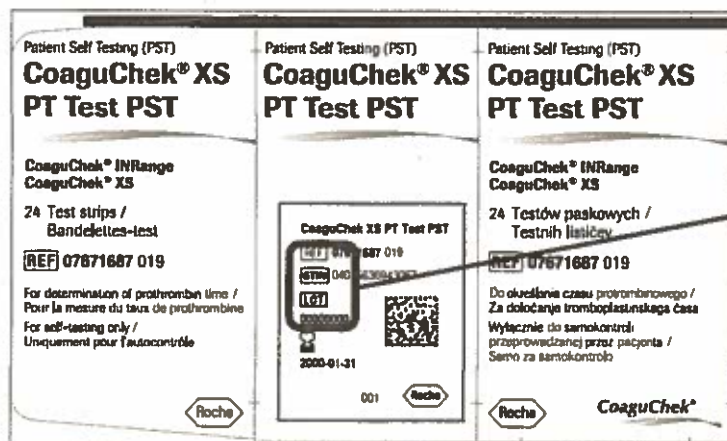 Patient Self Testing (PST)
CoaguChek® XS
PT Test PST
CoaguChek® INRange
CoaguChek® XS
24 Test strips /
Bandelettes-test
REF 07671687 019
For determination of prothrombin time /
Pour la mesure du taux de prothrombine
For self-testing only /
Uniquement pour l'autocontrôle
Roche
Patient Self Testing (PST)
CoaguChek® XS
PT Test PST
CoaguChek XS PT Test PST
REF 07671687 019
GTIN
LOT
2000-01-31
001
Roche
Patient Self Testing (PST)
CoaguChek® XS
PT Test PST
CoaguChek® INRange
CoaguChek® XS
24 Testów paskowych /
Testnih lističev
REF 07671687 019
Do określania czasu protrombinowego /
Za določanje tromboplastinskega časa
Wyłącznie do samokontroli
przeprowadzanej przez pacjenta /
Samo za samokontrolo
Roche
CoaguChek®